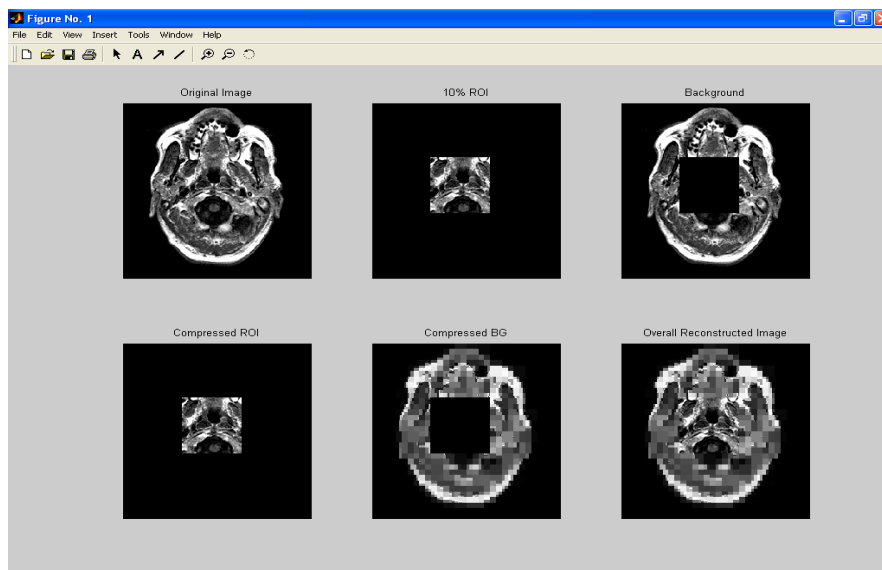 Figure No. 1
File Edit View Insert Tools Window Help
A
Original Image
10% ROI
Background
Compressed ROI
Compressed BG
Overall Reconstructed Image